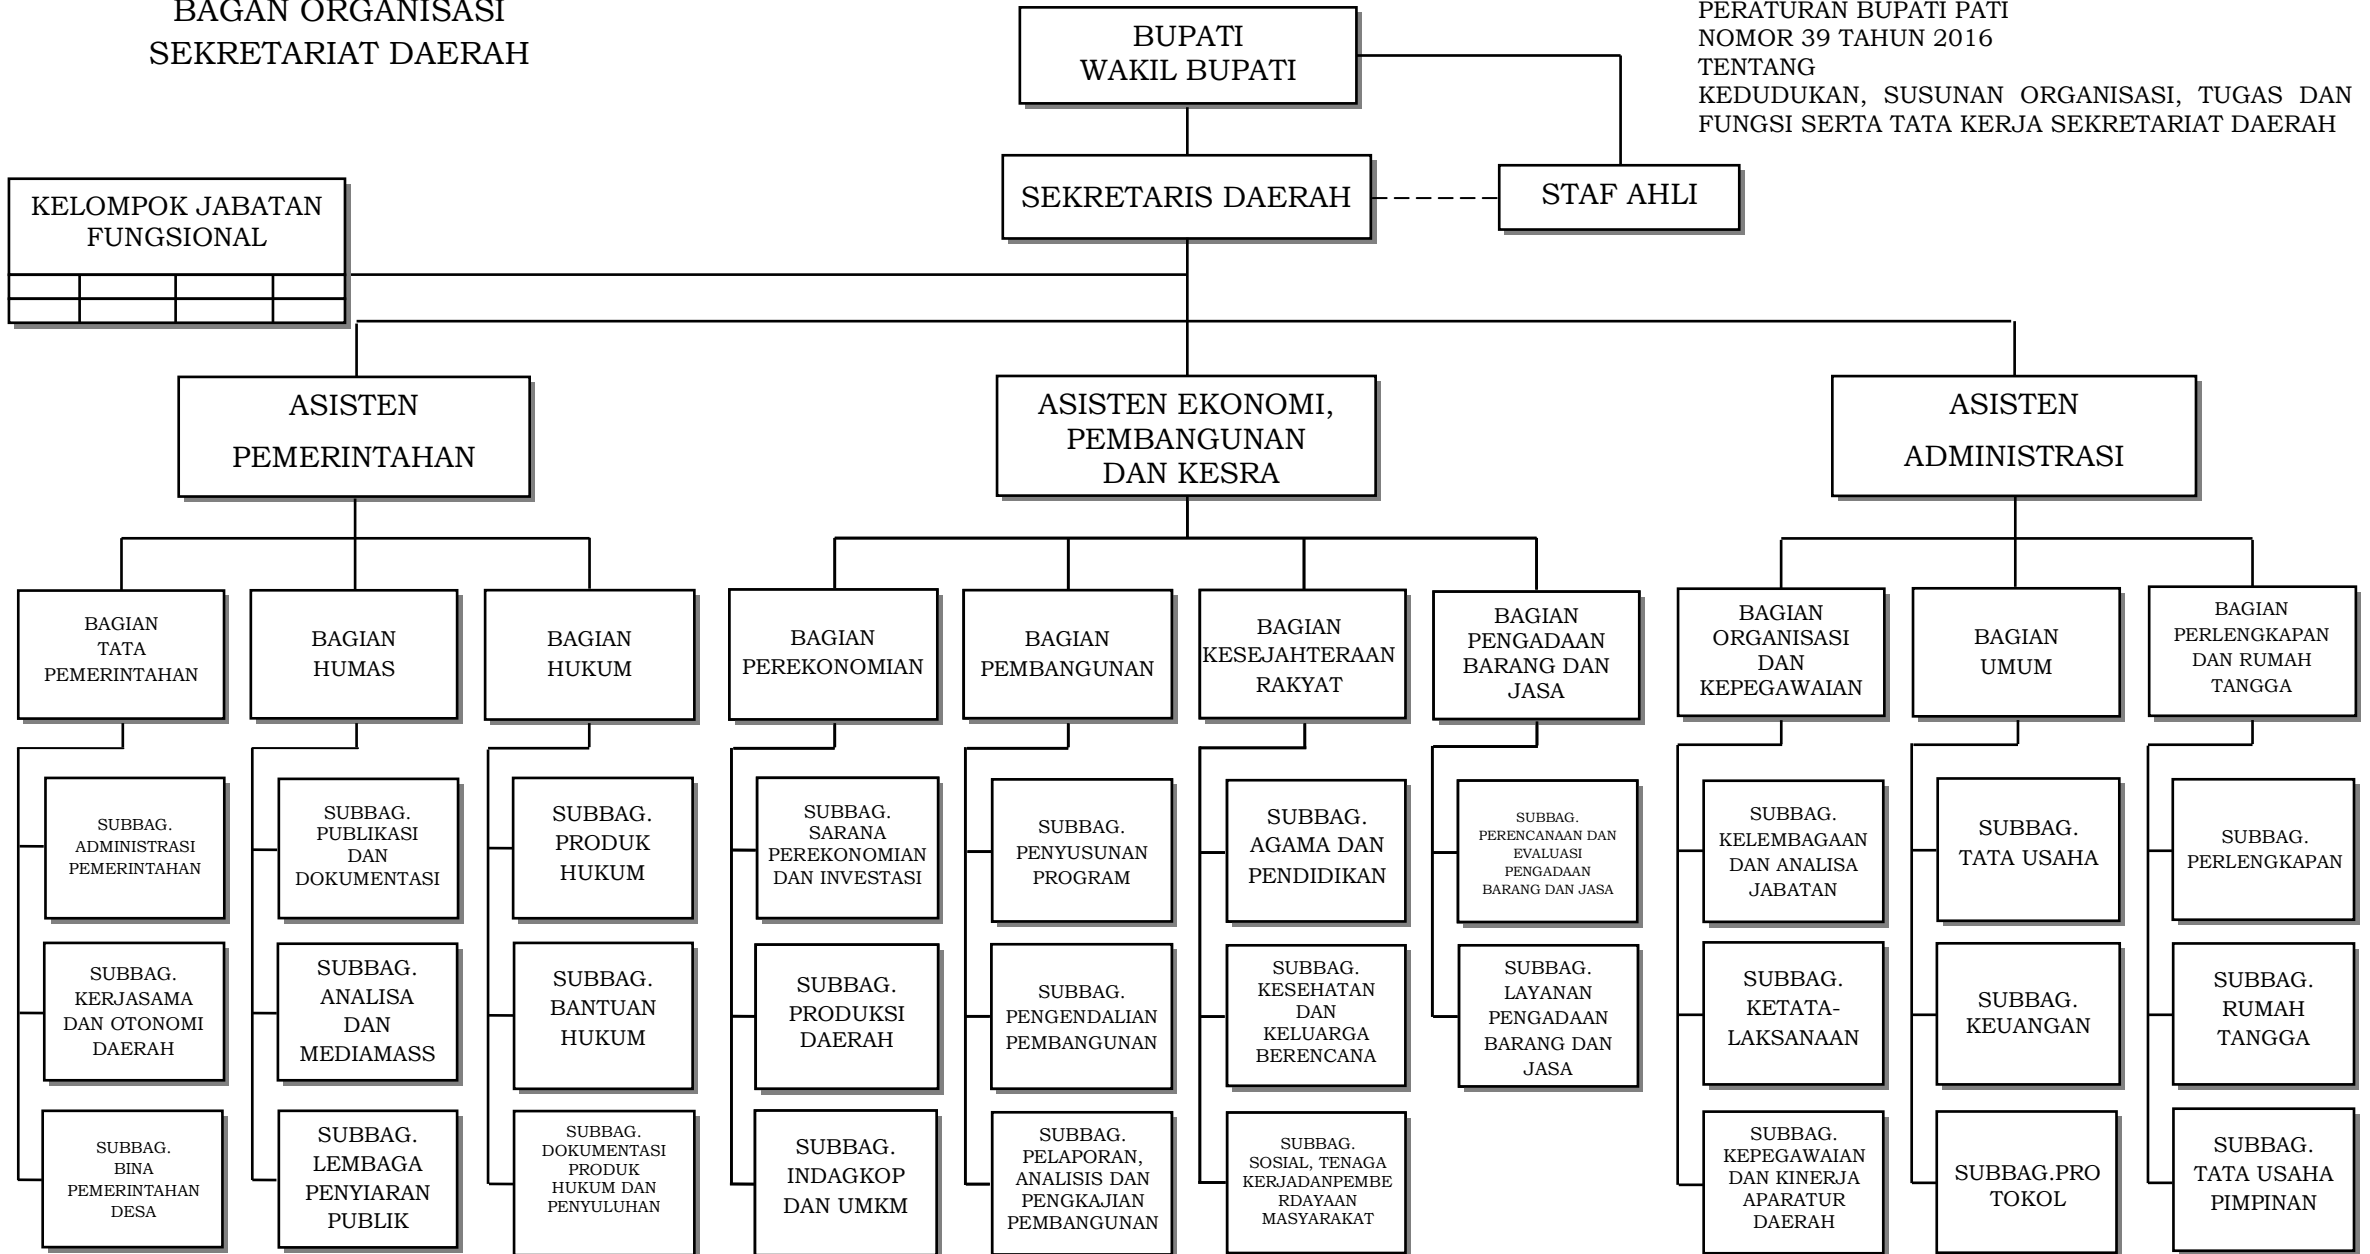 BAGAN ORGANISASI
SEKRETARIAT DAERAH
PERATURAN BUPATI PATI
NOMOR 39 TAHUN 2016
TENTANG
KEDUDUKAN, SUSUNAN ORGANISASI, TUGAS DAN
FUNGSI SERTA TATA KERJA SEKRETARIAT DAERAH
BUPATI
WAKIL BUPATI
SEKRETARIS DAERAH
STAF AHLI
KELOMPOK JABATAN
FUNGSIONAL
ASISTEN
PEMERINTAHAN
ASISTEN EKONOMI,
PEMBANGUNAN
DAN KESRA
ASISTEN
ADMINISTRASI
BAGIAN
TATA
PEMERINTAHAN
BAGIAN
HUMAS
BAGIAN
HUKUM
BAGIAN
PEREKONOMIAN
BAGIAN
PEMBANGUNAN
BAGIAN
KESEJAHTERAAN
RAKYAT
BAGIAN
PENGADAAN
BARANG DAN
JASA
BAGIAN
ORGANISASI
DAN
KEPEGAWAIAN
BAGIAN
UMUM
BAGIAN
PERLENGKAPAN
DAN RUMAH
TANGGA
SUBBAG.
ADMINISTRASI
PEMERINTAHAN
SUBBAG.
PUBLIKASI
DAN
DOKUMENTASI
SUBBAG.
PRODUK
HUKUM
SUBBAG.
SARANA
PEREKONOMIAN
DAN INVESTASI
SUBBAG.
PENYUSUNAN
PROGRAM
SUBBAG.
AGAMA DAN
PENDIDIKAN
SUBBAG.
PERENCANAAN DAN
EVALUASI
PENGADAAN
BARANG DAN JASA
SUBBAG.
KELEMBAGAAN
DAN ANALISA
JABATAN
SUBBAG.
TATA USAHA
SUBBAG.
PERLENGKAPAN
SUBBAG.
KERJASAMA
DAN OTONOMI
DAERAH
SUBBAG.
ANALISA
DAN
MEDIAMASS
SUBBAG.
BANTUAN
HUKUM
SUBBAG.
PRODUKSI
DAERAH
SUBBAG.
PENGENDALIAN
PEMBANGUNAN
SUBBAG.
KESEHATAN
DAN
KELUARGA
BERENCANA
SUBBAG.
LAYANAN
PENGADAAN
BARANG DAN
JASA
SUBBAG.
KETATA-
LAKSANAAN
SUBBAG.
KEUANGAN
SUBBAG.
RUMAH
TANGGA
SUBBAG.
BINA
PEMERINTAHAN
DESA
SUBBAG.
LEMBAGA
PENYIARAN
PUBLIK
SUBBAG.
DOKUMENTASI
PRODUK
HUKUM DAN
PENYULUHAN
SUBBAG.
INDAGKOP
DAN UMKM
SUBBAG.
PELAPORAN,
ANALISIS DAN
PENGKAJIAN
PEMBANGUNAN
SUBBAG.
SOSIAL, TENAGA
KERJADANPEMBE
RDAYAAN
MASYARAKAT
SUBBAG.
KEPEGAWAIAN
DAN KINERJA
APARATUR
DAERAH
SUBBAG.PRO
TOKOL
SUBBAG.
TATA USAHA
PIMPINAN